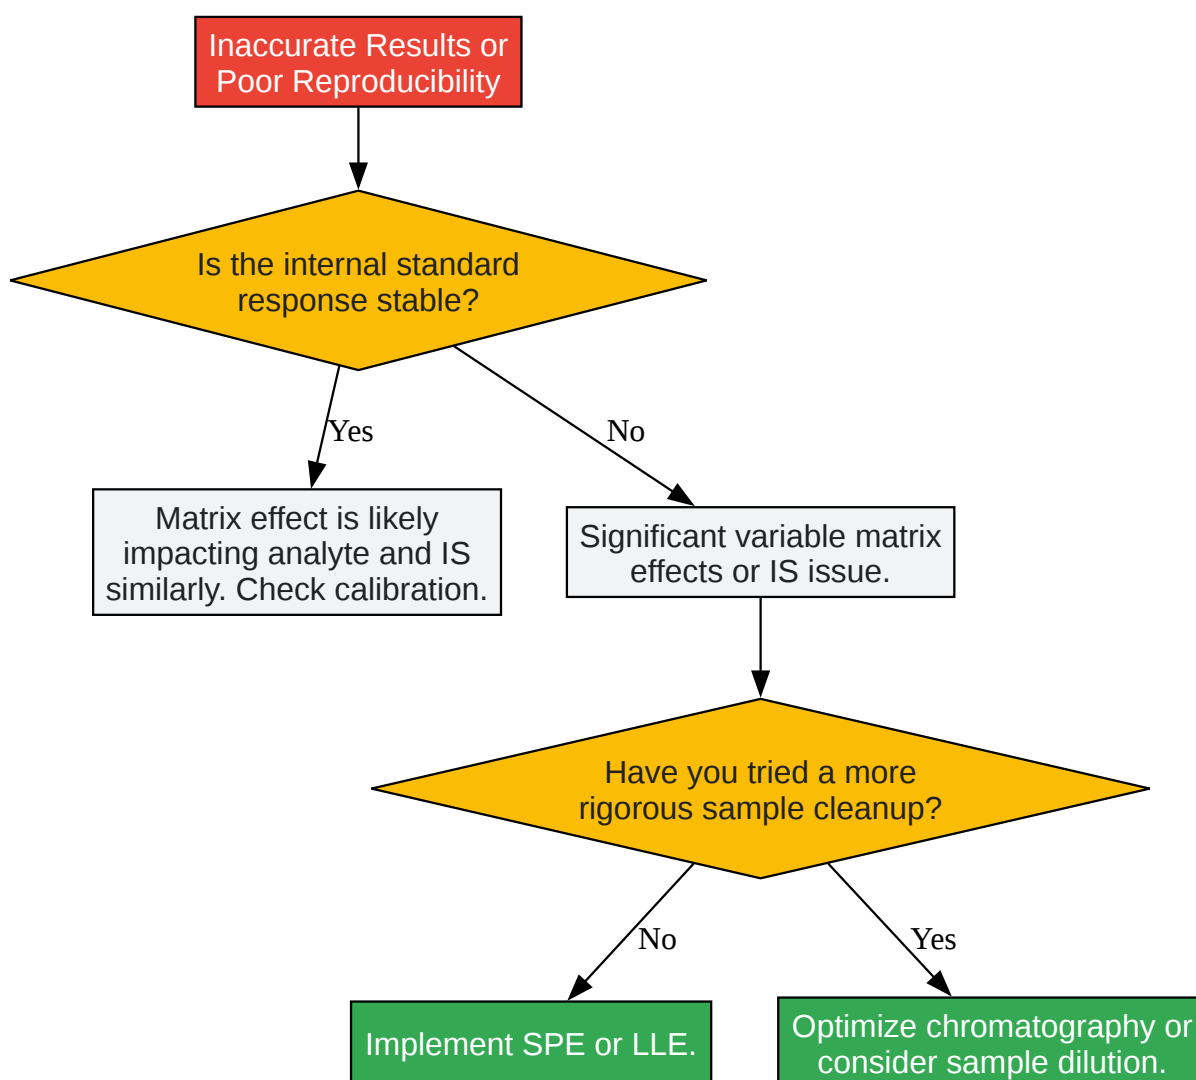 Inaccurate Results or
Poor Reproducibility
Is the internal standard
response stable?
Yes
No
Matrix effect is likely
impacting analyte and IS
similarly. Check calibration.
Significant variable matrix
effects or IS issue.
Have you tried a more
rigorous sample cleanup?
No
Yes
Implement SPE or LLE.
Optimize chromatography or
consider sample dilution.